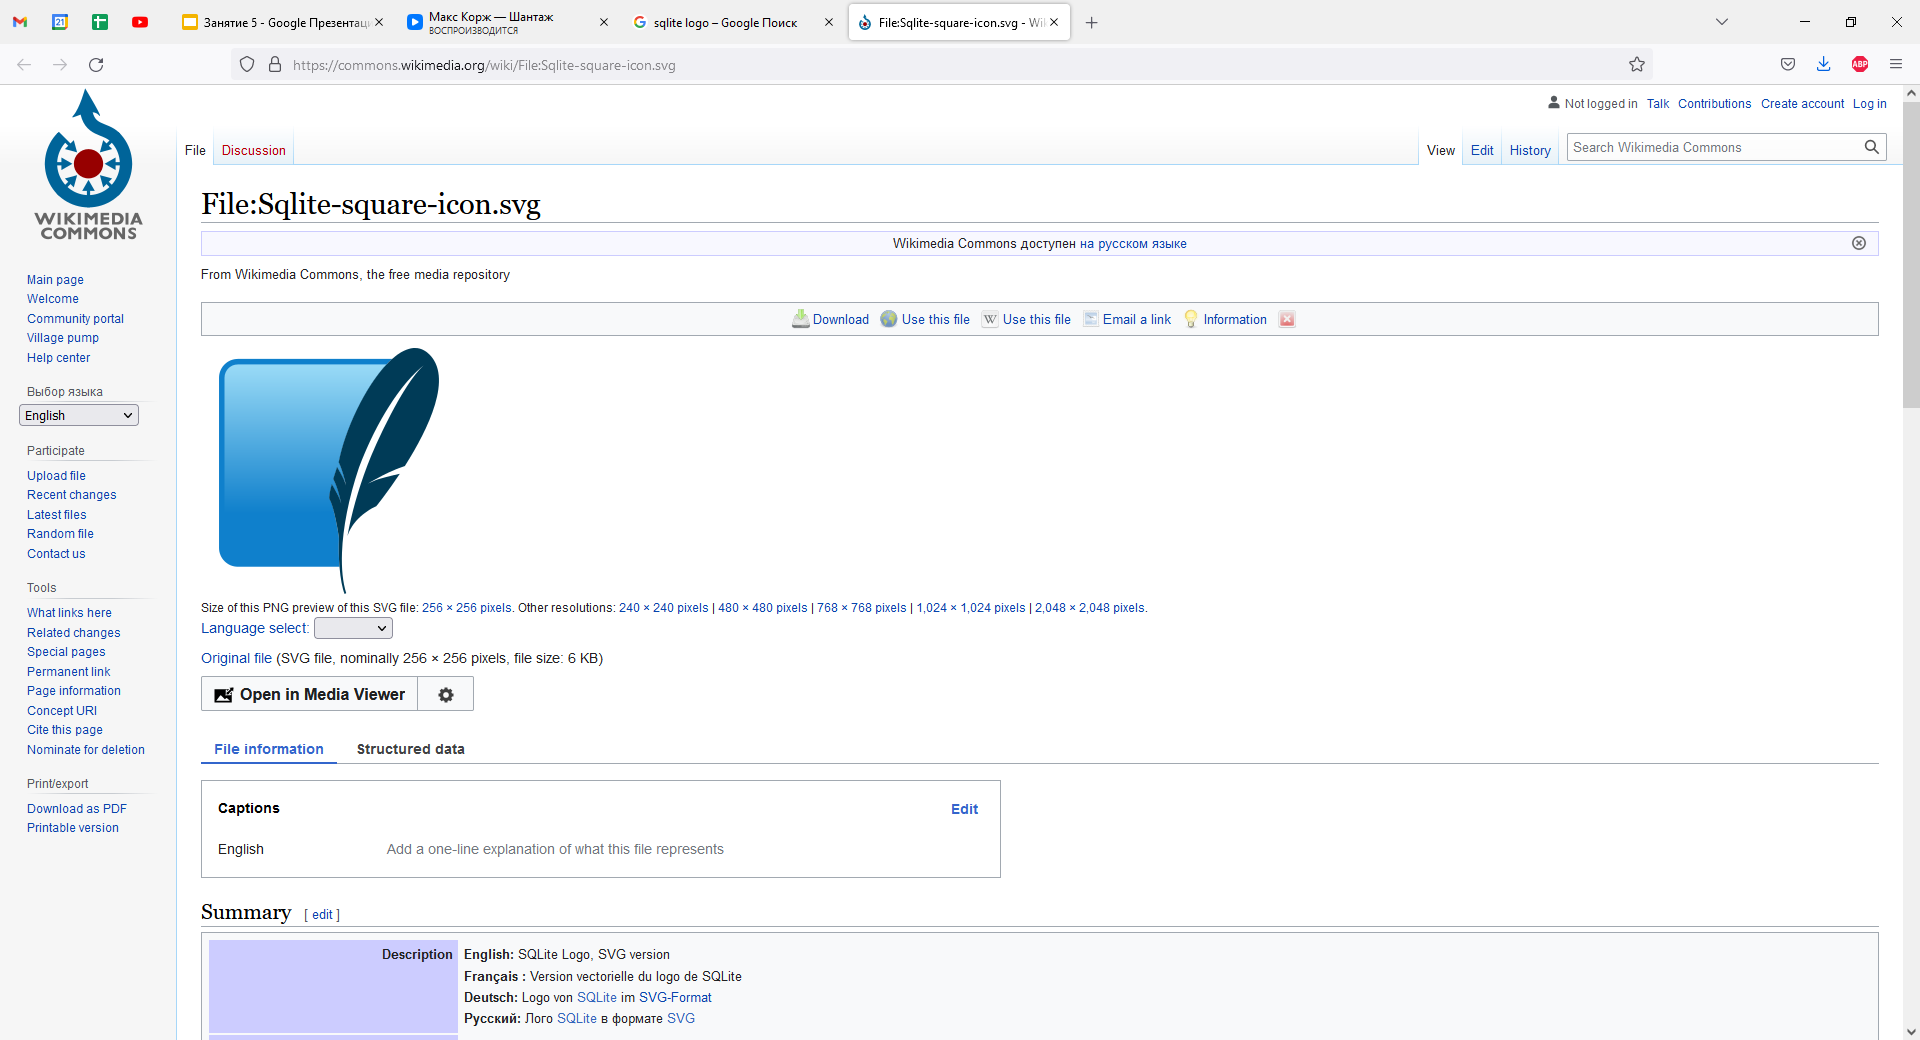 Занятие 5 - Google Презентаци
Макс Корж — Шантаж
ВОСПРОИЗВОДИТСЯ
sqlite logo – Google Поиск
File:Sqlite-square-icon.svg - Wi
https://commons.wikimedia.org/wiki/File:Sqlite-square-icon.svg
ABP
21
WIKIMEDIA
COMMONS
Not logged in Talk Contributions Create account Log in
File Discussion View Edit History Search Wikimedia Commons
File:Sqlite-square-icon.svg
Wikimedia Commons доступен на русском языке
From Wikimedia Commons, the free media repository
Download Use this file W Use this file Email a link Information
Main page
Welcome
Community portal
Village pump
Help center
Выбор языка
English
Participate
Upload file
Recent changes
Latest files
Random file
Contact us
Tools
What links here
Related changes
Special pages
Permanent link
Page information
Concept URI
Cite this page
Nominate for deletion
Print/export
Download as PDF
Printable version
Size of this PNG preview of this SVG file: 256 × 256 pixels. Other resolutions: 240 × 240 pixels | 480 × 480 pixels | 768 × 768 pixels | 1,024 × 1,024 pixels | 2,048 × 2,048 pixels.
Language select:
Original file (SVG file, nominally 256 × 256 pixels, file size: 6 KB)
Open in Media Viewer
File information Structured data
Captions Edit
English Add a one-line explanation of what this file represents
Summary [ edit ]
Description English: SQLite Logo, SVG version
Français : Version vectorielle du logo de SQLite
Deutsch: Logo von SQLite im SVG-Format
Русский: Лого SQLite в формате SVG